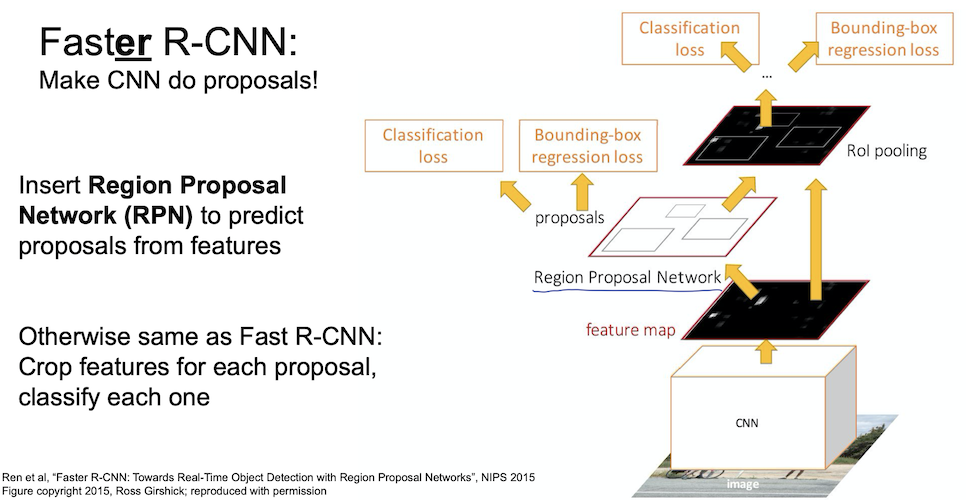 Faster R-CNN:
Make CNN do proposals!
Insert Region Proposal
Network (RPN) to predict
proposals from features
Otherwise same as Fast R-CNN:
Crop features for each proposal,
classify each one
Classification
loss
Bounding-box
regression loss
...
RoI pooling
Classification
loss
Bounding-box
regression loss
proposals
Region Proposal Network
feature map
CNN
image
Ren et al, “Faster R-CNN: Towards Real-Time Object Detection with Region Proposal Networks”, NIPS 2015
Figure copyright 2015, Ross Girshick; reproduced with permission